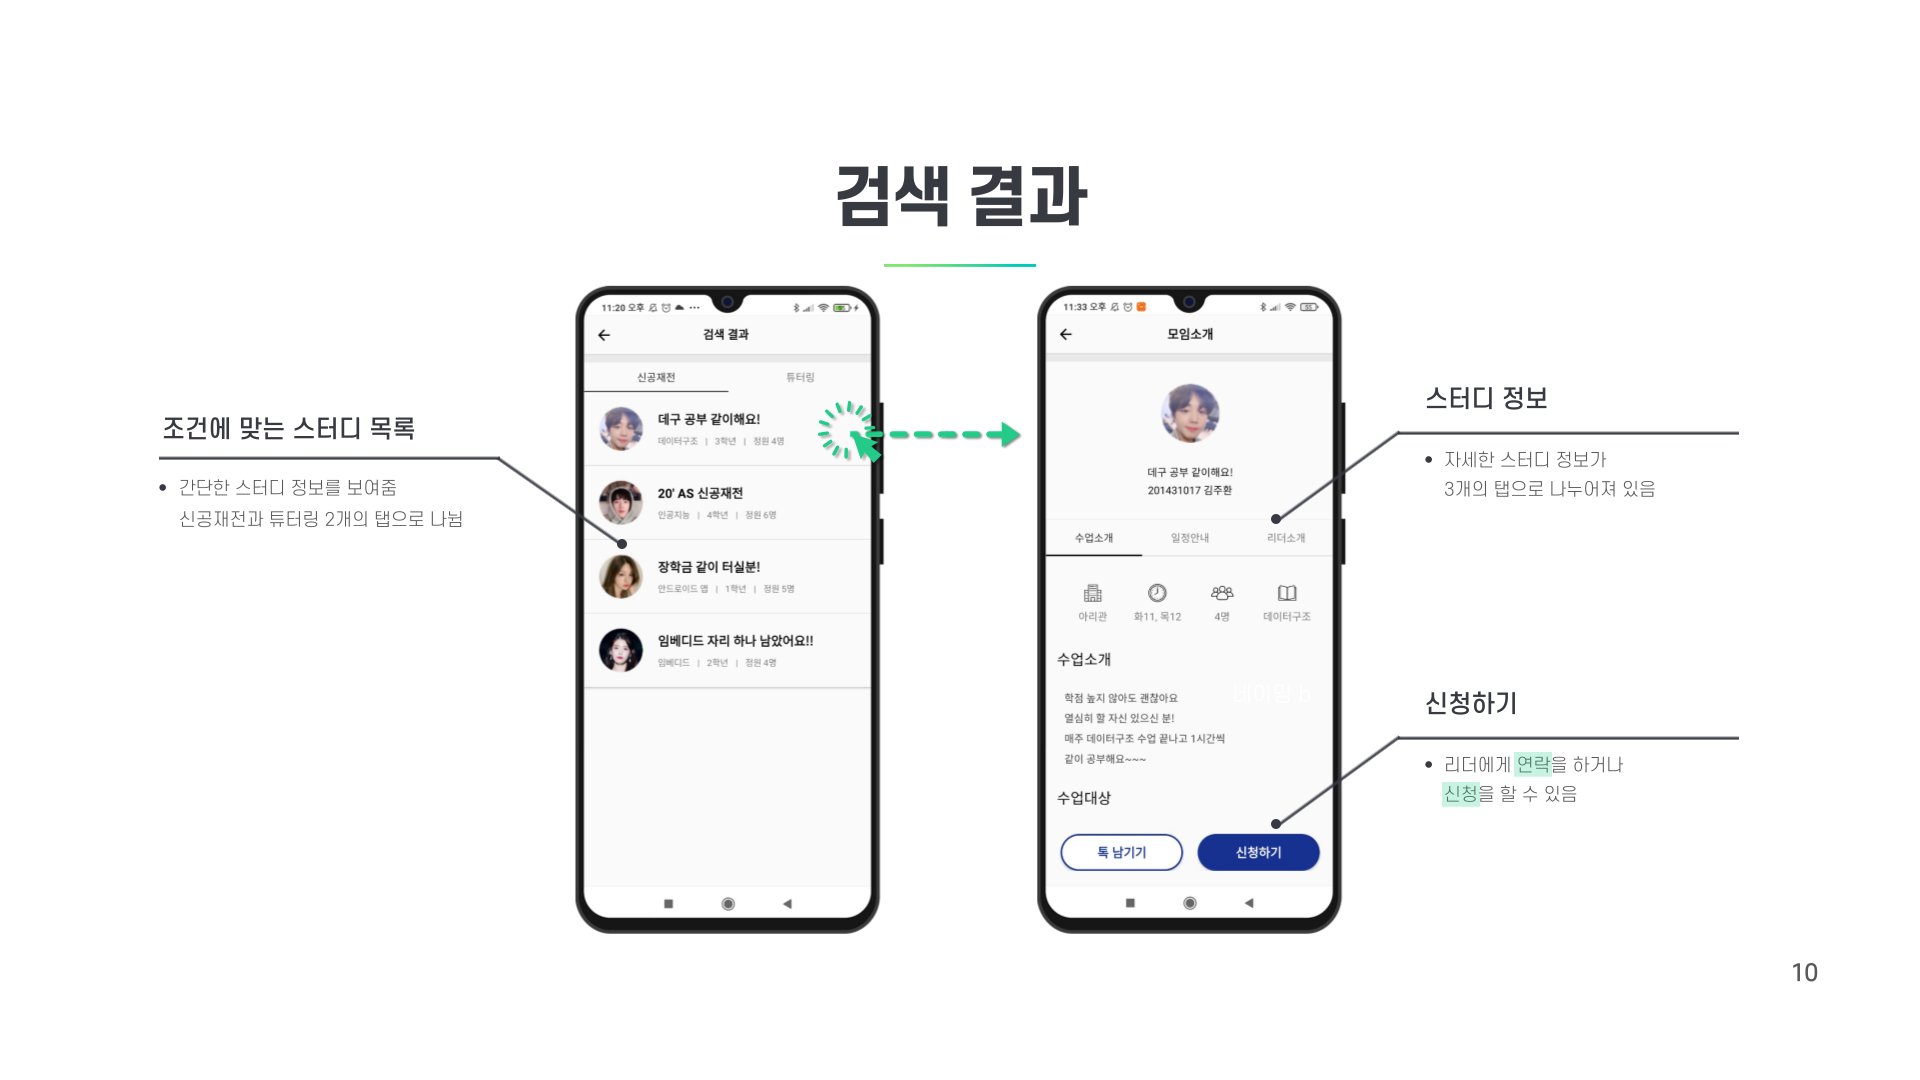 검색 결과
조건에 맞는 스터디 목록
• 간단한 스터디 정보를 보여줌
신공재전과 튜터링 2개의 탭으로 나뉨
11:20 오후
검색 결과
신공재전 튜터링
데구 공부 같이해요!
데이터구조 | 3학년 | 정원 4명
20' AS 신공재전
인공지능 | 4학년 | 정원 6명
장학금 같이 터실분!
안드로이드 앱 | 1학년 | 정원 5명
임베디드 자리 하나 남았어요!!
임베디드 | 2학년 | 정원 4명
11:33 오후
모임소개
데구 공부 같이해요!
201431017 김주환
수업소개 일정안내 리더소개
아리관 화11, 목12 4명 데이터구조
수업소개
학점 높지 않아도 괜찮아요
열심히 할 자신 있으신 분!
매주 데이터구조 수업 끝나고 1시간씩
같이 공부해요~~~
수업대상
톡 남기기 신청하기
스터디 정보
• 자세한 스터디 정보가
3개의 탭으로 나누어져 있음
신청하기
• 리더에게 연락을 하거나
신청을 할 수 있음
10